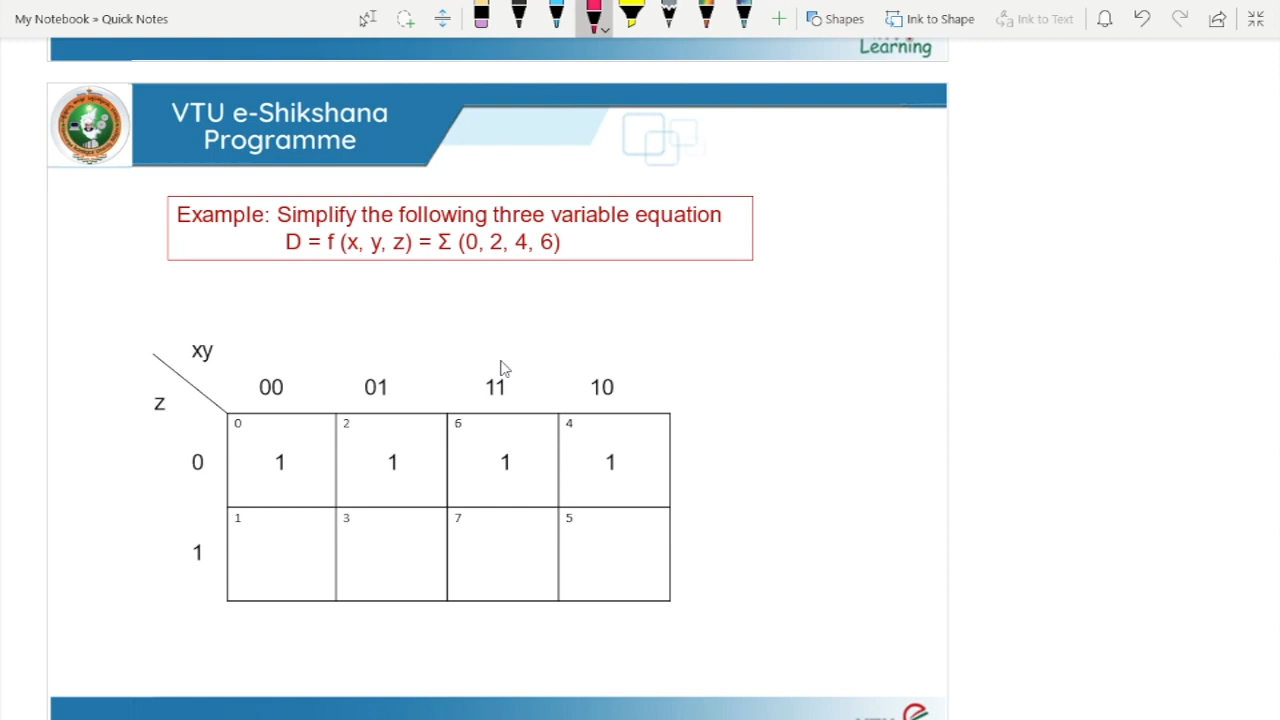 My Notebook » Quick Notes
Shapes
Ink to Shape
Ink to Text
Learning
VTU e-Shikshana
Programme
Example: Simplify the following three variable equation
D = f (x, y, z) = Σ (0, 2, 4, 6)
xy
z
00 01 11 10
0 2 6 4
0 1 1 1 1
1 3 7 5
1